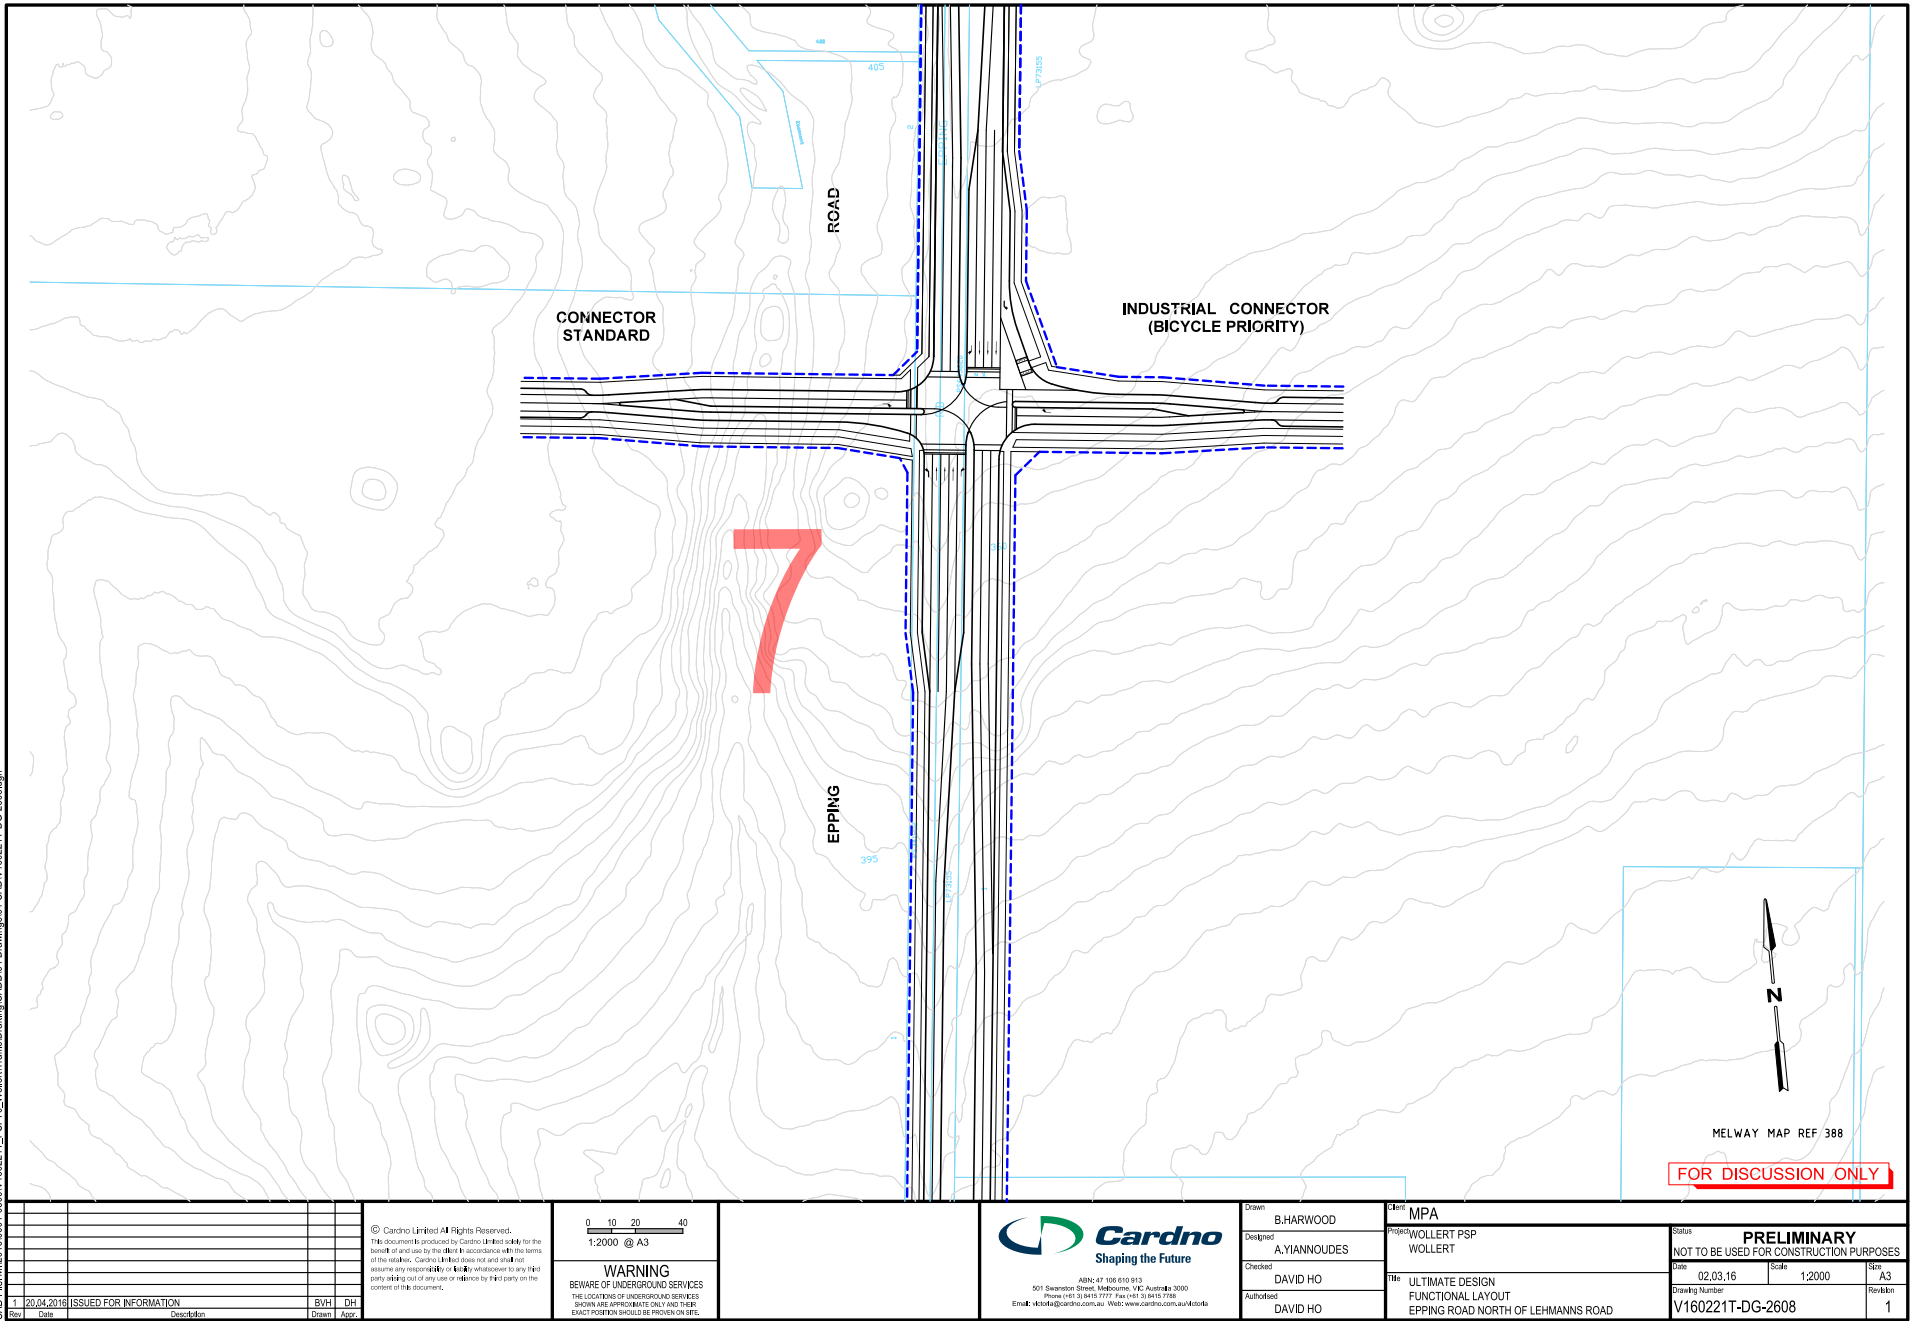 405
2
EPPING
LP73155
ROAD
CONNECTOR
STANDARD
INDUSTRIAL CONNECTOR
(BICYCLE PRIORITY)
7
EPPING
395
LP73155
1
1
N
MELWAY MAP REF 388
FOR DISCUSSION ONLY
1 20.04.2016 ISSUED FOR INFORMATION BVH DH
Rev Date Description Drawn Appr.
© Cardno Limited All Rights Reserved.
This document is produced by Cardno Limited solely for the
benefit of and use by the client in accordance with the terms
of the retainer. Cardno Limited does not and shall not
assume any responsibility or liability whatsoever to any third
party arising out of any use or reliance by third party on the
content of this document.
0 10 20 40
1:2000 @ A3
WARNING
BEWARE OF UNDERGROUND SERVICES
THE LOCATIONS OF UNDERGROUND SERVICES
SHOWN ARE APPROXIMATE ONLY AND THEIR
EXACT POSITION SHOULD BE PROVEN ON SITE.
Cardno
Shaping the Future
ABN: 47 106 610 913
501 Swanston Street, Melbourne, VIC Australia 3000
Phone (+61 3) 8415 7777 Fax (+61 3) 8415 7788
Email: victoria@cardno.com.au Web: www.cardno.com.au/victoria
Drawn
B.HARWOOD
Designed
A.YIANNOUDES
Checked
DAVID HO
Authorised
DAVID HO
Client
MPA
Project
WOLLERT PSP
WOLLERT
Title
ULTIMATE DESIGN
FUNCTIONAL LAYOUT
EPPING ROAD NORTH OF LEHMANNS ROAD
Status
PRELIMINARY
NOT TO BE USED FOR CONSTRUCTION PURPOSES
Date
02.03.16
Scale
1:2000
Size
A3
Drawing Number
V160221T-DG-2608
Revision
1